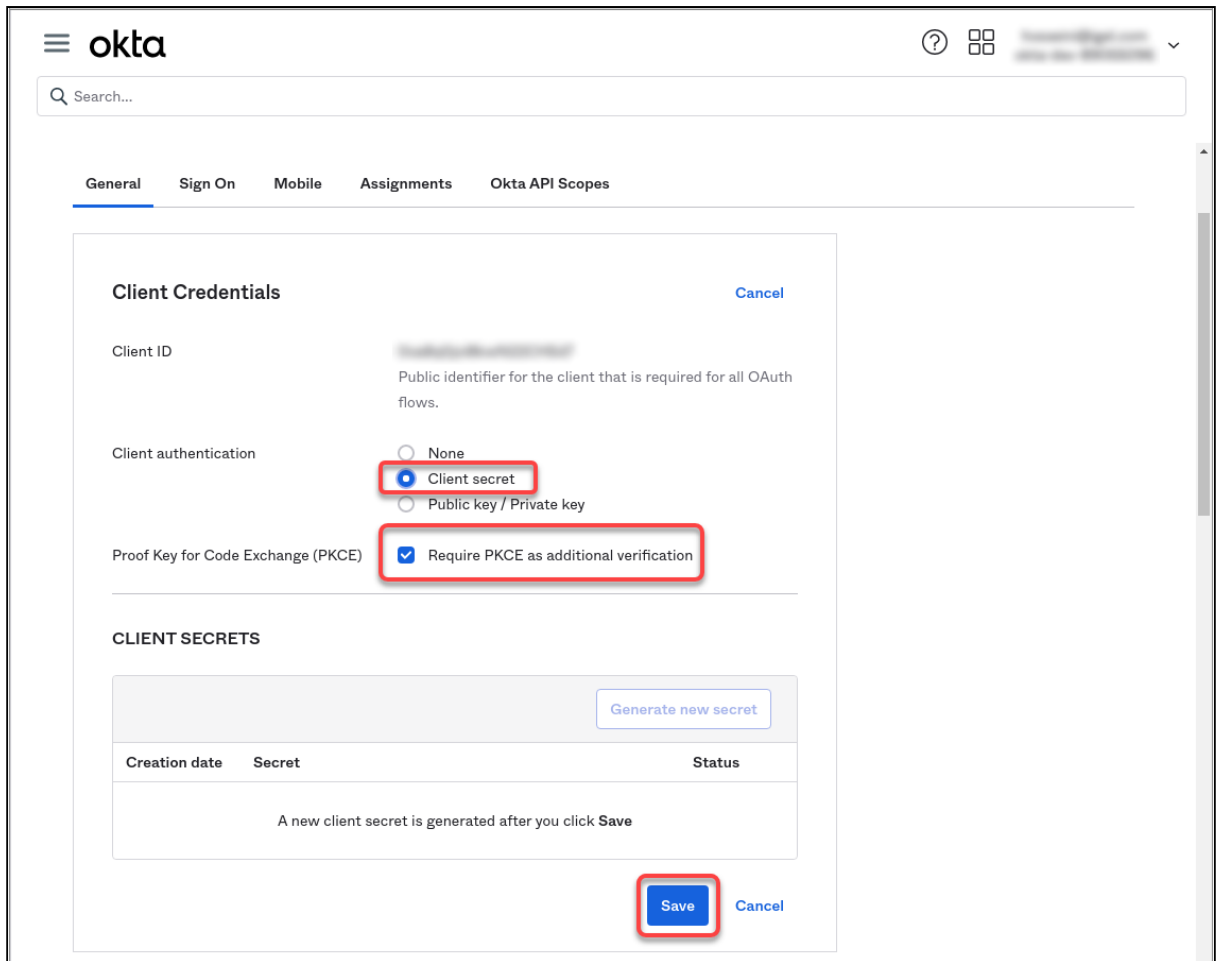 okta
Search...
General Sign On Mobile Assignments Okta API Scopes
Client Credentials Cancel
Client ID
Public identifier for the client that is required for all OAuth
flows.
Client authentication None
Client secret
Public key / Private key
Proof Key for Code Exchange (PKCE) Require PKCE as additional verification
CLIENT SECRETS
Generate new secret
Creation date Secret Status
A new client secret is generated after you click Save
Save Cancel